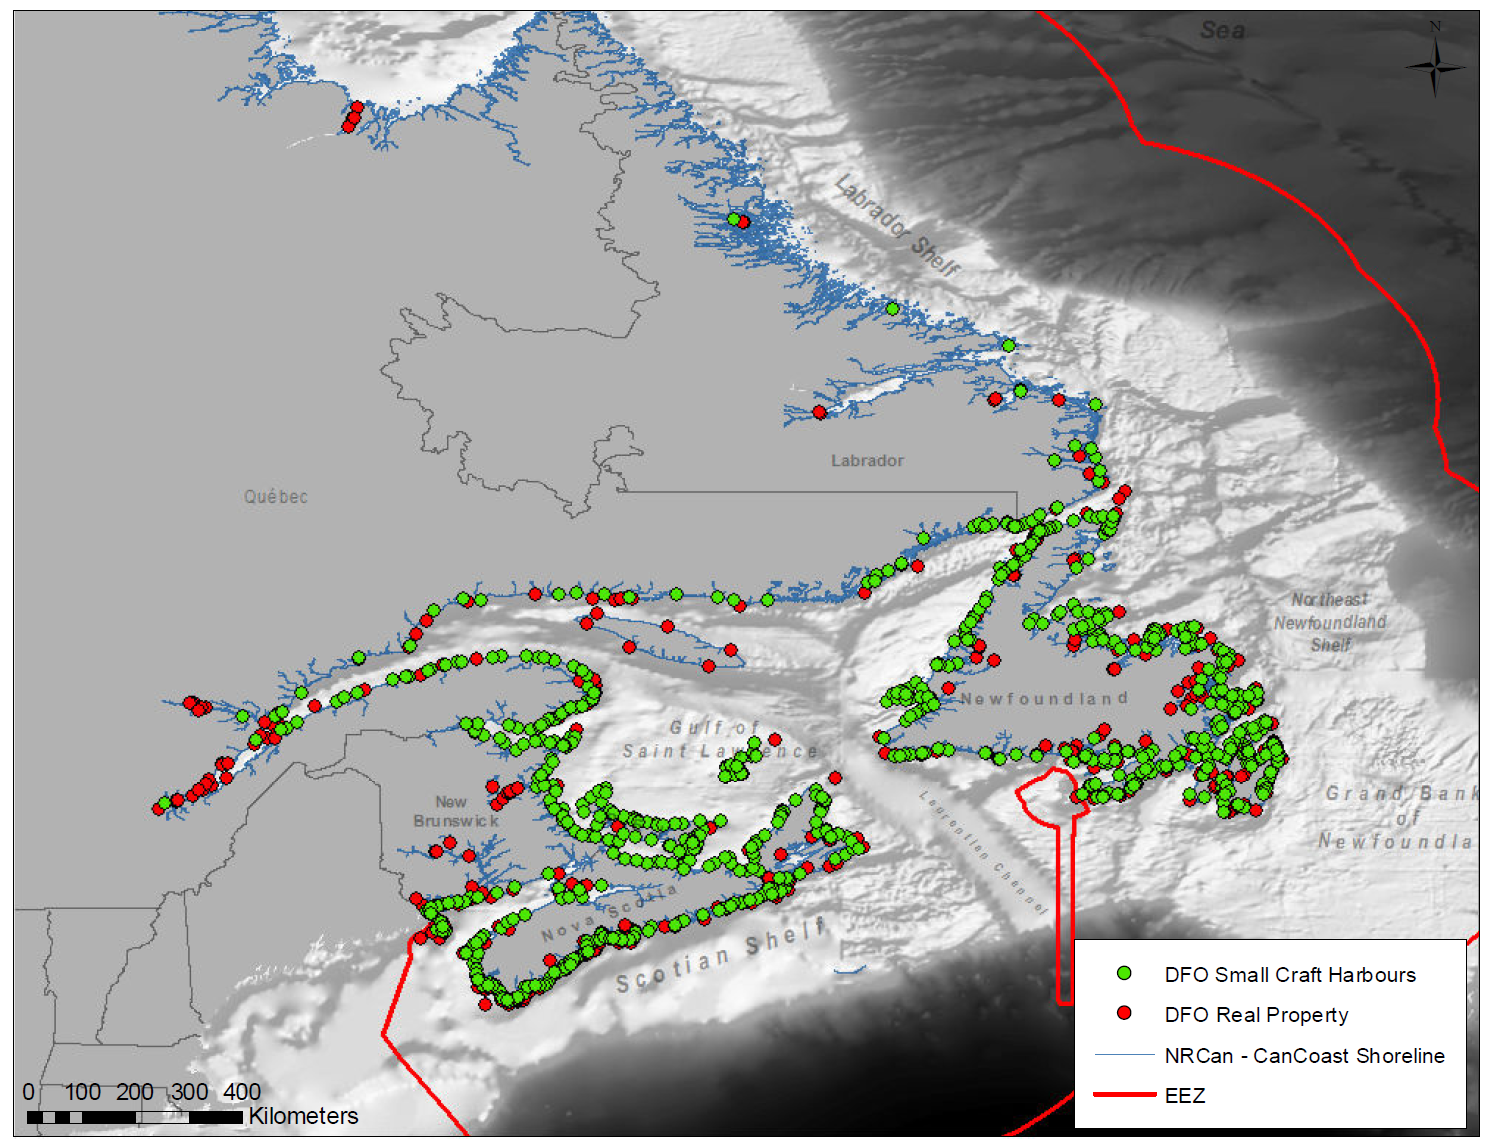 Sea
N
Labrador Shelf
Labrador
Québec
Northeast
Newfoundland
Shelf
Newfoundland
Gulf of
Saint Lawrence
Grand Bank
of
Newfoundla
Laurentian Channel
New
Brunswick
Nova Scotia
Scotian Shelf
DFO Small Craft Harbours
DFO Real Property
NRCan - CanCoast Shoreline
EEZ
0 100 200 300 400
Kilometers